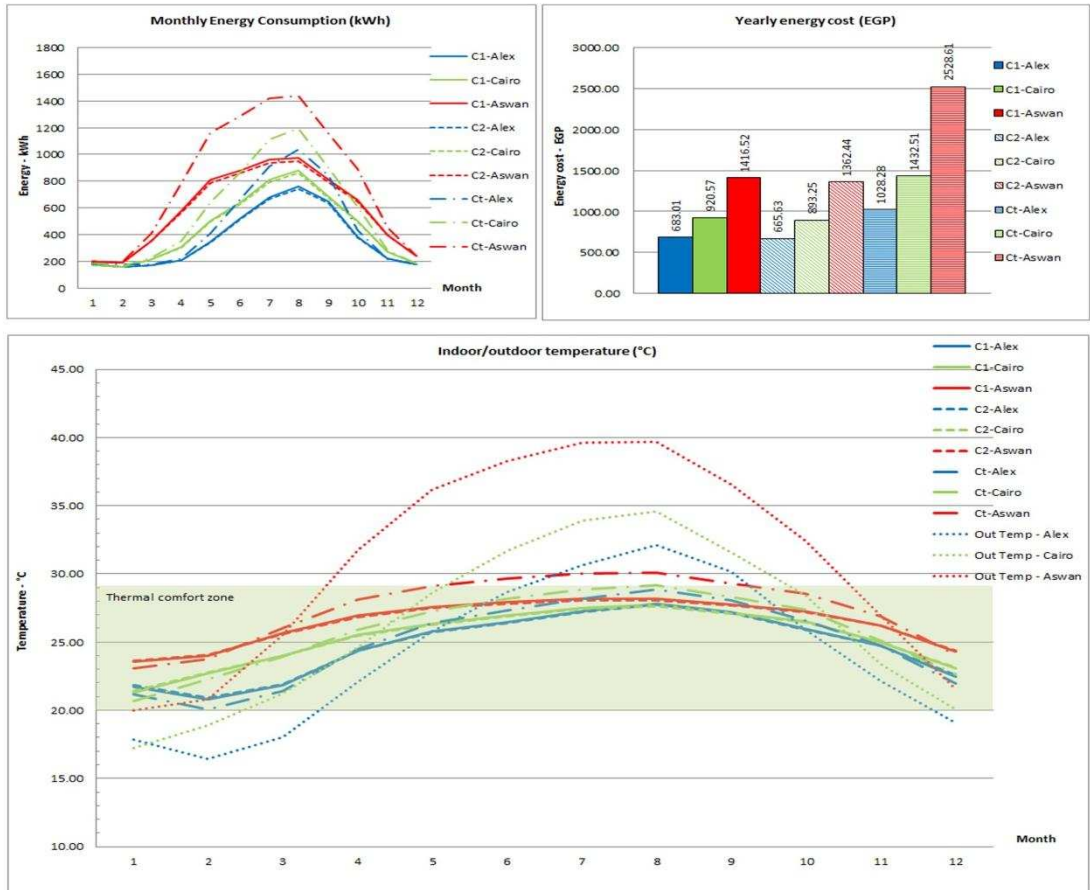 Monthly Energy Consumption (kWh)
Energy - kWh
1800
1600
1400
1200
1000
800
600
400
200
0
1 2 3 4 5 6 7 8 9 10 11 12
Month
C1-Alex
C1-Cairo
C1-Aswan
C2-Alex
C2-Cairo
C2-Aswan
Ct-Alex
Ct-Cairo
Ct-Aswan
Yearly energy cost (EGP)
Energy cost - EGP
3000.00
2500.00
2000.00
1500.00
1000.00
500.00
0.00
683.01
920.57
1416.52
665.63
893.25
1362.44
1028.28
1432.51
2528.61
C1-Alex
C1-Cairo
C1-Aswan
C2-Alex
C2-Cairo
C2-Aswan
Ct-Alex
Ct-Cairo
Ct-Aswan
Indoor/outdoor temperature (°C)
Temperature - °C
45.00
40.00
35.00
30.00
25.00
20.00
15.00
10.00
Thermal comfort zone
1 2 3 4 5 6 7 8 9 10 11 12
Month
C1-Alex
C1-Cairo
C1-Aswan
C2-Alex
C2-Cairo
C2-Aswan
Ct-Alex
Ct-Cairo
Ct-Aswan
Out Temp - Alex
Out Temp - Cairo
Out Temp - Aswan